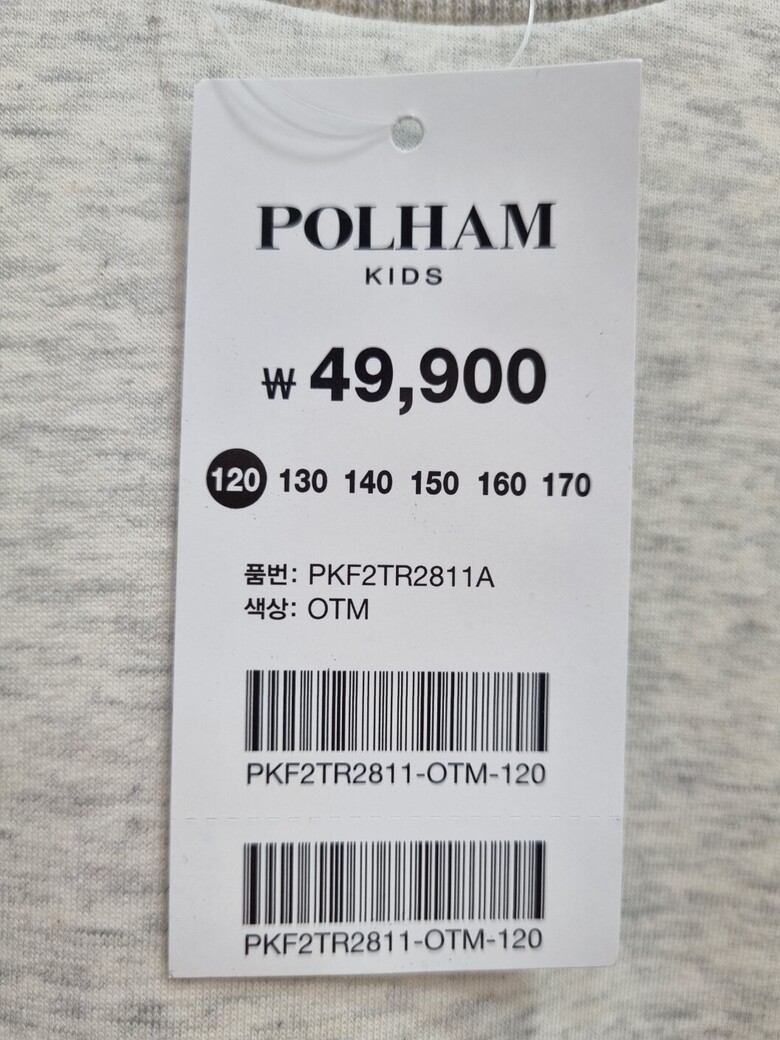 POLHAM
KIDS
₩ 49,900
120 130 140 150 160 170
품번: PKF2TR2811A
색상: OTM
PKF2TR2811-OTM-120
PKF2TR2811-OTM-120